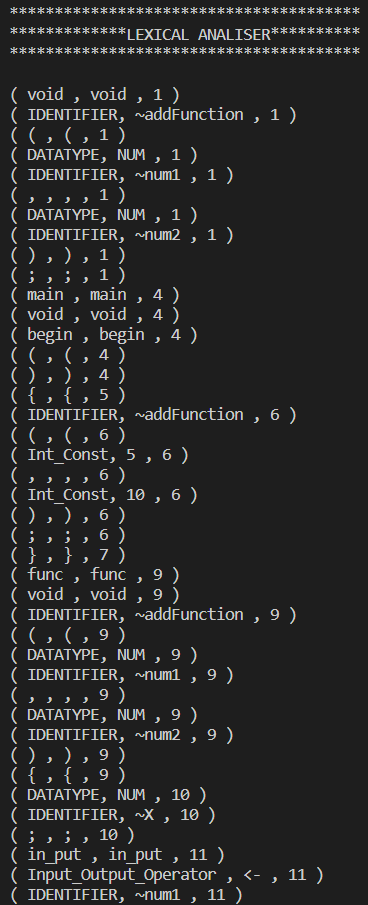 ***************************************
*************LEXICAL ANALISER**********
***************************************
( void , void , 1 )
( IDENTIFIER, ~addFunction , 1 )
( ( , ( , 1 )
( DATATYPE, NUM , 1 )
( IDENTIFIER, ~num1 , 1 )
( , , , , 1 )
( DATATYPE, NUM , 1 )
( IDENTIFIER, ~num2 , 1 )
( ) , ) , 1 )
( ; , ; , 1 )
( main , main , 4 )
( void , void , 4 )
( begin , begin , 4 )
( ( , ( , 4 )
( ) , ) , 4 )
( { , { , 5 )
( IDENTIFIER, ~addFunction , 6 )
( ( , ( , 6 )
( Int_Const, 5 , 6 )
( , , , , 6 )
( Int_Const, 10 , 6 )
( ) , ) , 6 )
( ; , ; , 6 )
( } , } , 7 )
( func , func , 9 )
( void , void , 9 )
( IDENTIFIER, ~addFunction , 9 )
( ( , ( , 9 )
( DATATYPE, NUM , 9 )
( IDENTIFIER, ~num1 , 9 )
( , , , , 9 )
( DATATYPE, NUM , 9 )
( IDENTIFIER, ~num2 , 9 )
( ) , ) , 9 )
( { , { , 9 )
( DATATYPE, NUM , 10 )
( IDENTIFIER, ~X , 10 )
( ; , ; , 10 )
( in_put , in_put , 11 )
( Input_Output_Operator , <- , 11 )
( IDENTIFIER, ~num1 , 11 )